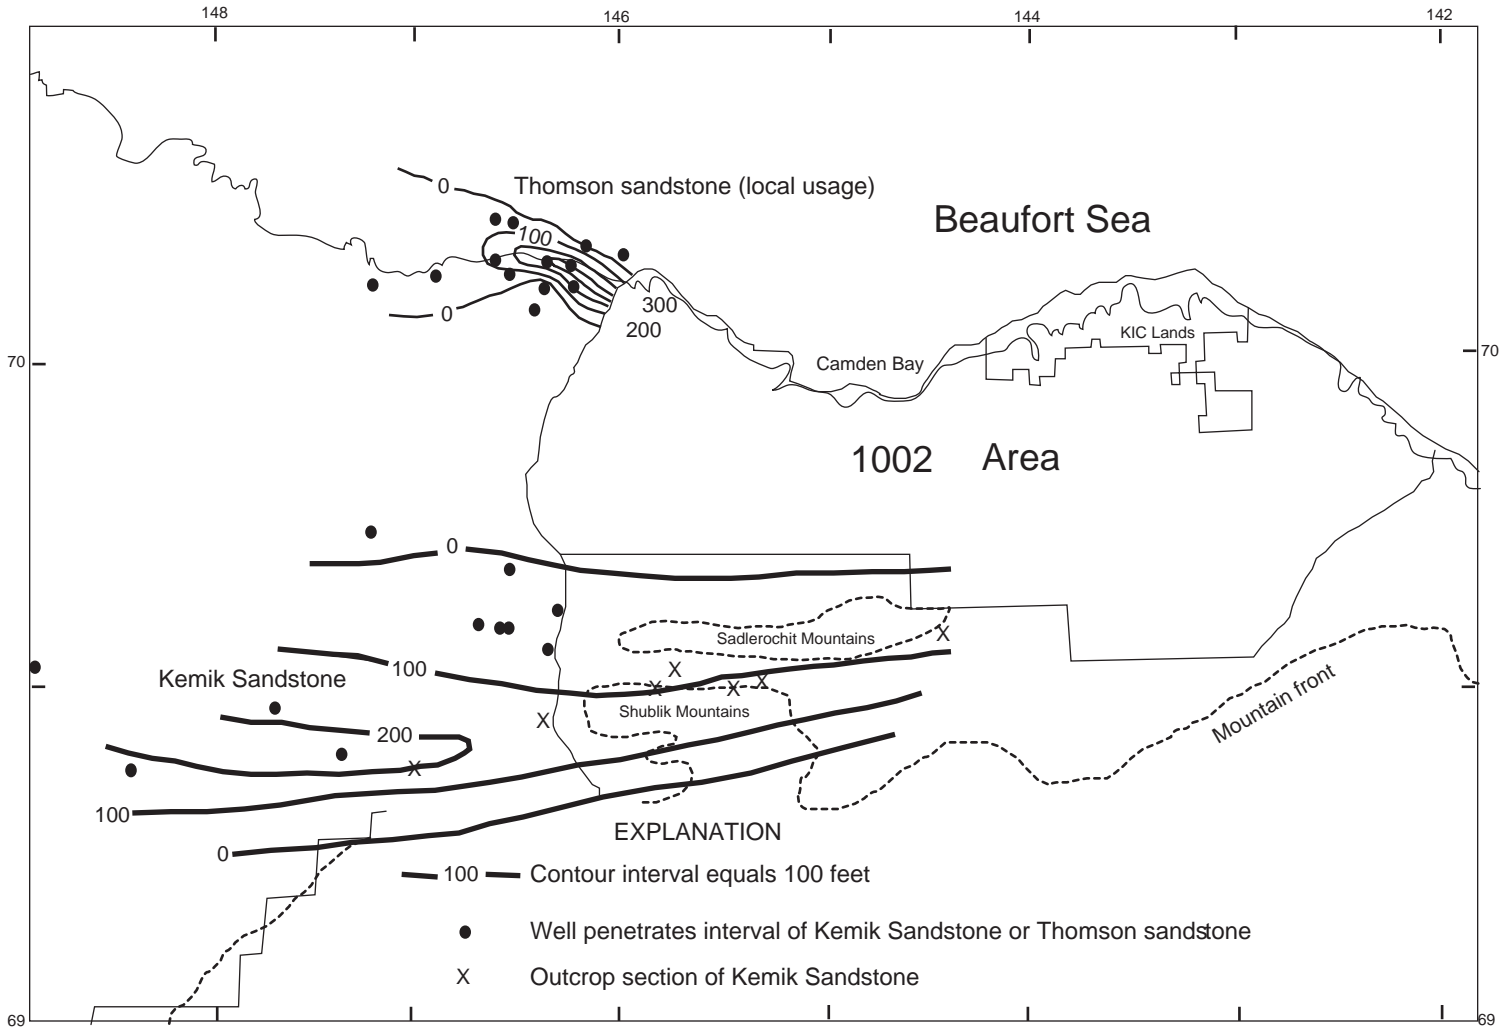 148 146 144 142
0 Thomson sandstone (local usage)
Beaufort Sea
100
0
300
200
KIC Lands
70 70
Camden Bay
1002 Area
0
Sadlerochit Mountains
100
Kemik Sandstone
Shublik Mountains
Mountain front
200
100
0
EXPLANATION
100 Contour interval equals 100 feet
Well penetrates interval of Kemik Sandstone or Thomson sandstone
X Outcrop section of Kemik Sandstone
69 69
X
X
X
X
X
X
X